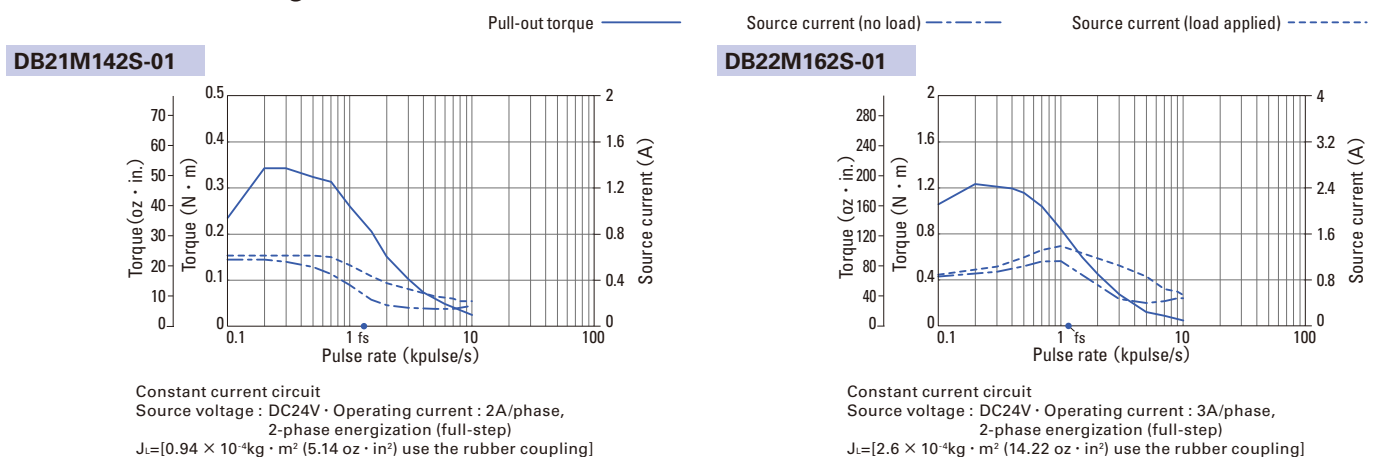 Pull-out torque Source current (no load) Source current (load applied)
DB21M142S-01
70 60 50 40 30 20 10 0
Torque (oz・in.)
0.5 0.4 0.3 0.2 0.1 0
Torque (N・m)
2 1.6 1.2 0.8 0.4 0
Source current (A)
0.1 1 fs 10 100
Pulse rate (kpulse/s)
Constant current circuit
Source voltage : DC24V・Operating current : 2A/phase,
2-phase energization (full-step)
JL=[0.94 × 10-4kg・m2 (5.14 oz・in2) use the rubber coupling]
DB22M162S-01
280 240 200 160 120 80 40 0
Torque (oz・in.)
2 1.6 1.2 0.8 0.4 0
Torque (N・m)
4 3.2 2.4 1.6 0.8 0
Source current (A)
0.1 1 fs 10 100
Pulse rate (kpulse/s)
Constant current circuit
Source voltage : DC24V・Operating current : 3A/phase,
2-phase energization (full-step)
JL=[2.6 × 10-4kg・m2 (14.22 oz・in2) use the rubber coupling]